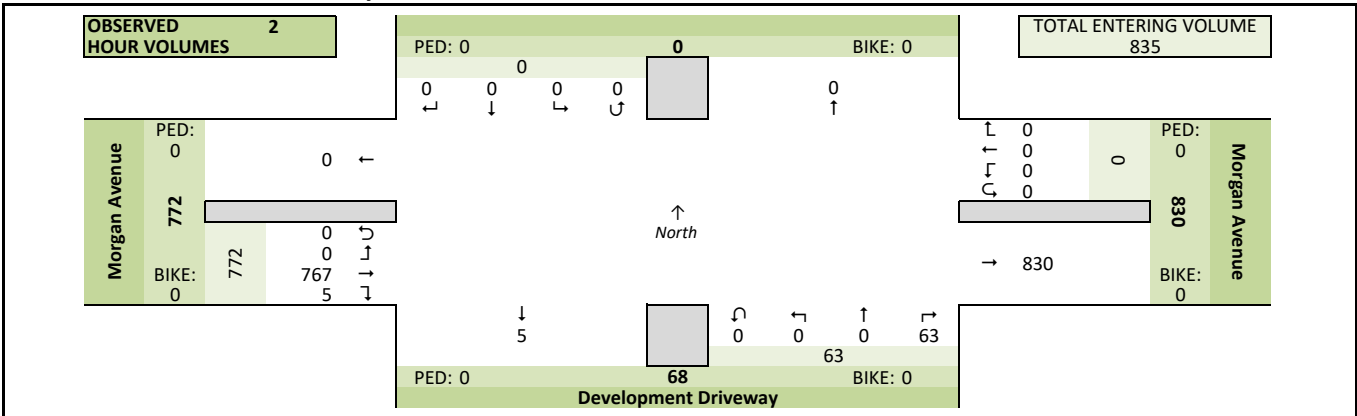 OBSERVED 2
HOUR VOLUMES
TOTAL ENTERING VOLUME
835
PED: 0 0 BIKE: 0
0
0 0 0 0 0
↵ ↓ ↳ ↺ ↑
Morgan Avenue
PED:
0
772
BIKE:
0
772
0 ←
0 ⮌
0 ↰
767 →
5 ↴
↑
North
↑ 0
← 0
↓ 0
⮎ 0
0
→ 830
PED:
0
830
BIKE:
0
Morgan Avenue
↓ ⮏ ↰ ↑ ↱
5 0 0 0 63
63
PED: 0 68 BIKE: 0
Development Driveway